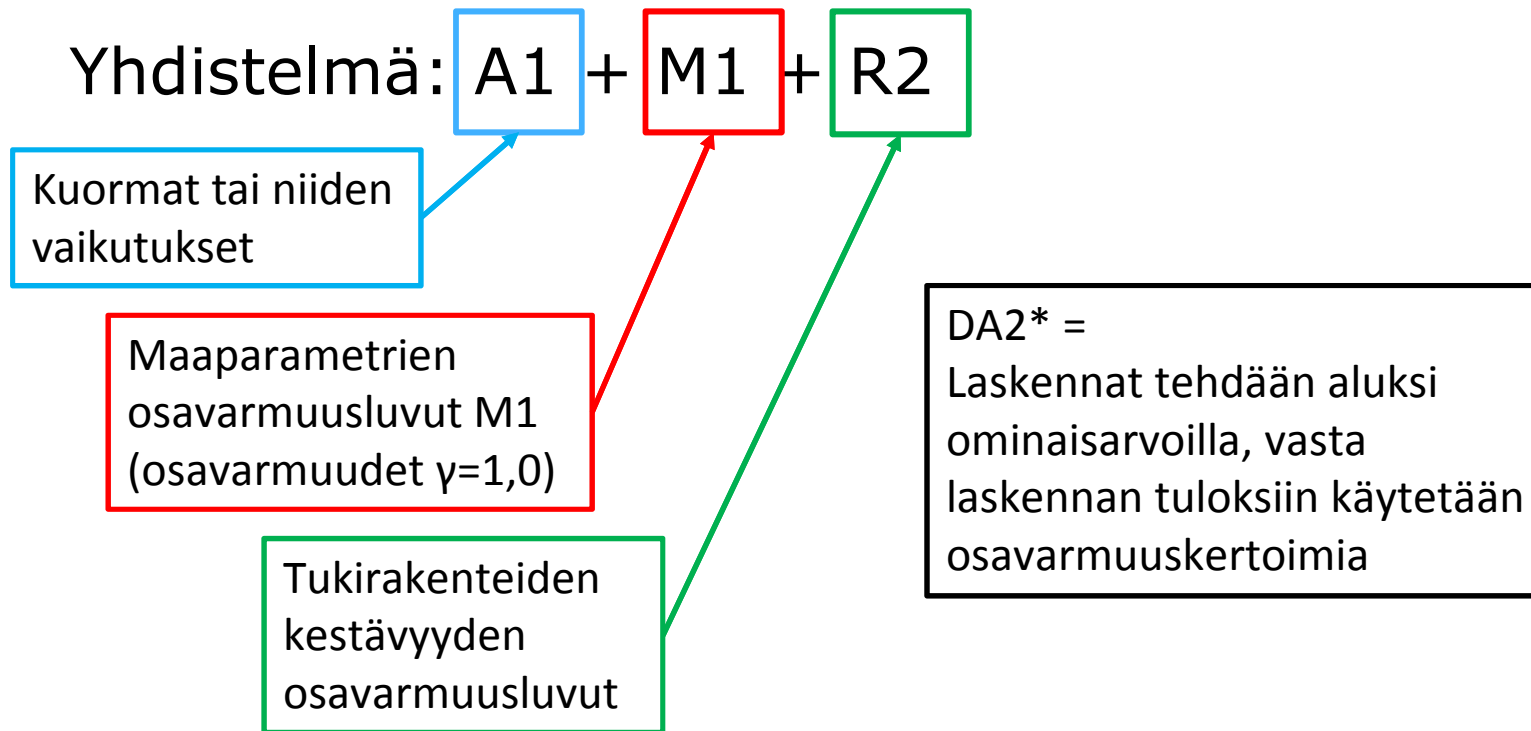 Yhdistelmä: A1 + M1 + R2
Kuormat tai niiden
vaikutukset
Maaparametrien
osavarmuusluvut M1
(osavarmuudet γ=1,0)
Tukirakenteiden
kestävyyden
osavarmuusluvut
DA2* =
Laskennat tehdään aluksi
ominaisarvoilla, vasta
laskennan tuloksiin käytetään
osavarmuuskertoimia